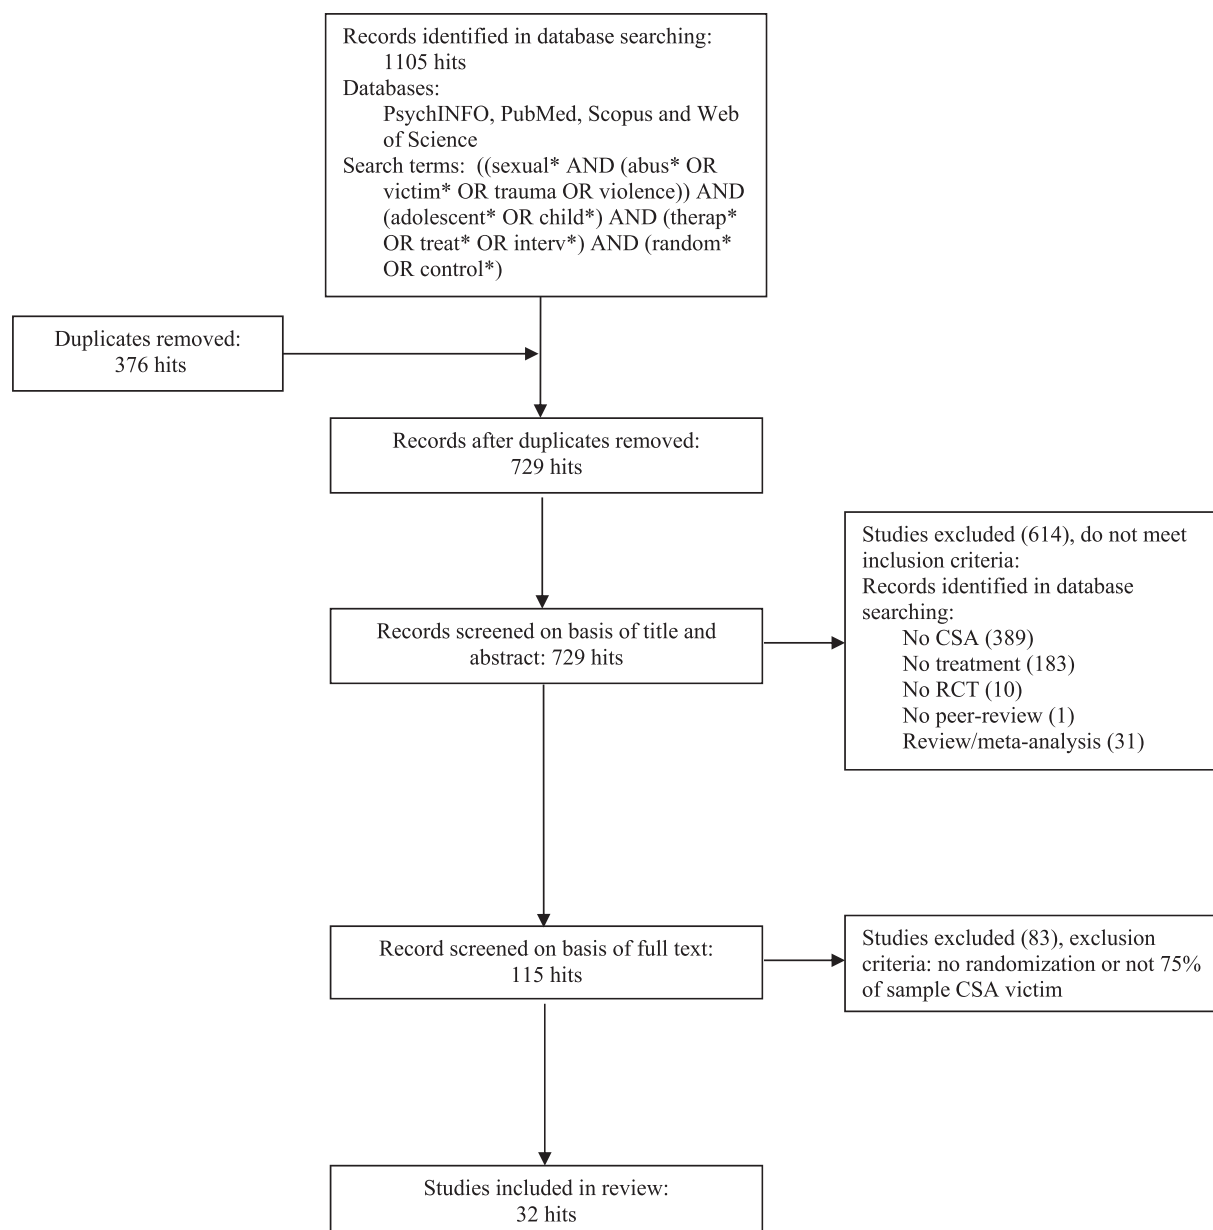 Records identified in database searching:
1105 hits
Databases:
PsychINFO, PubMed, Scopus and Web
of Science
Search terms: ((sexual* AND (abus* OR
victim* OR trauma OR violence)) AND
(adolescent* OR child*) AND (therap*
OR treat* OR interv*) AND (random*
OR control*)
Duplicates removed:
376 hits
Records after duplicates removed:
729 hits
Studies excluded (614), do not meet
inclusion criteria:
Records identified in database
searching:
No CSA (389)
No treatment (183)
No RCT (10)
No peer-review (1)
Review/meta-analysis (31)
Records screened on basis of title and
abstract: 729 hits
Record screened on basis of full text:
115 hits
Studies excluded (83), exclusion
criteria: no randomization or not 75%
of sample CSA victim
Studies included in review:
32 hits